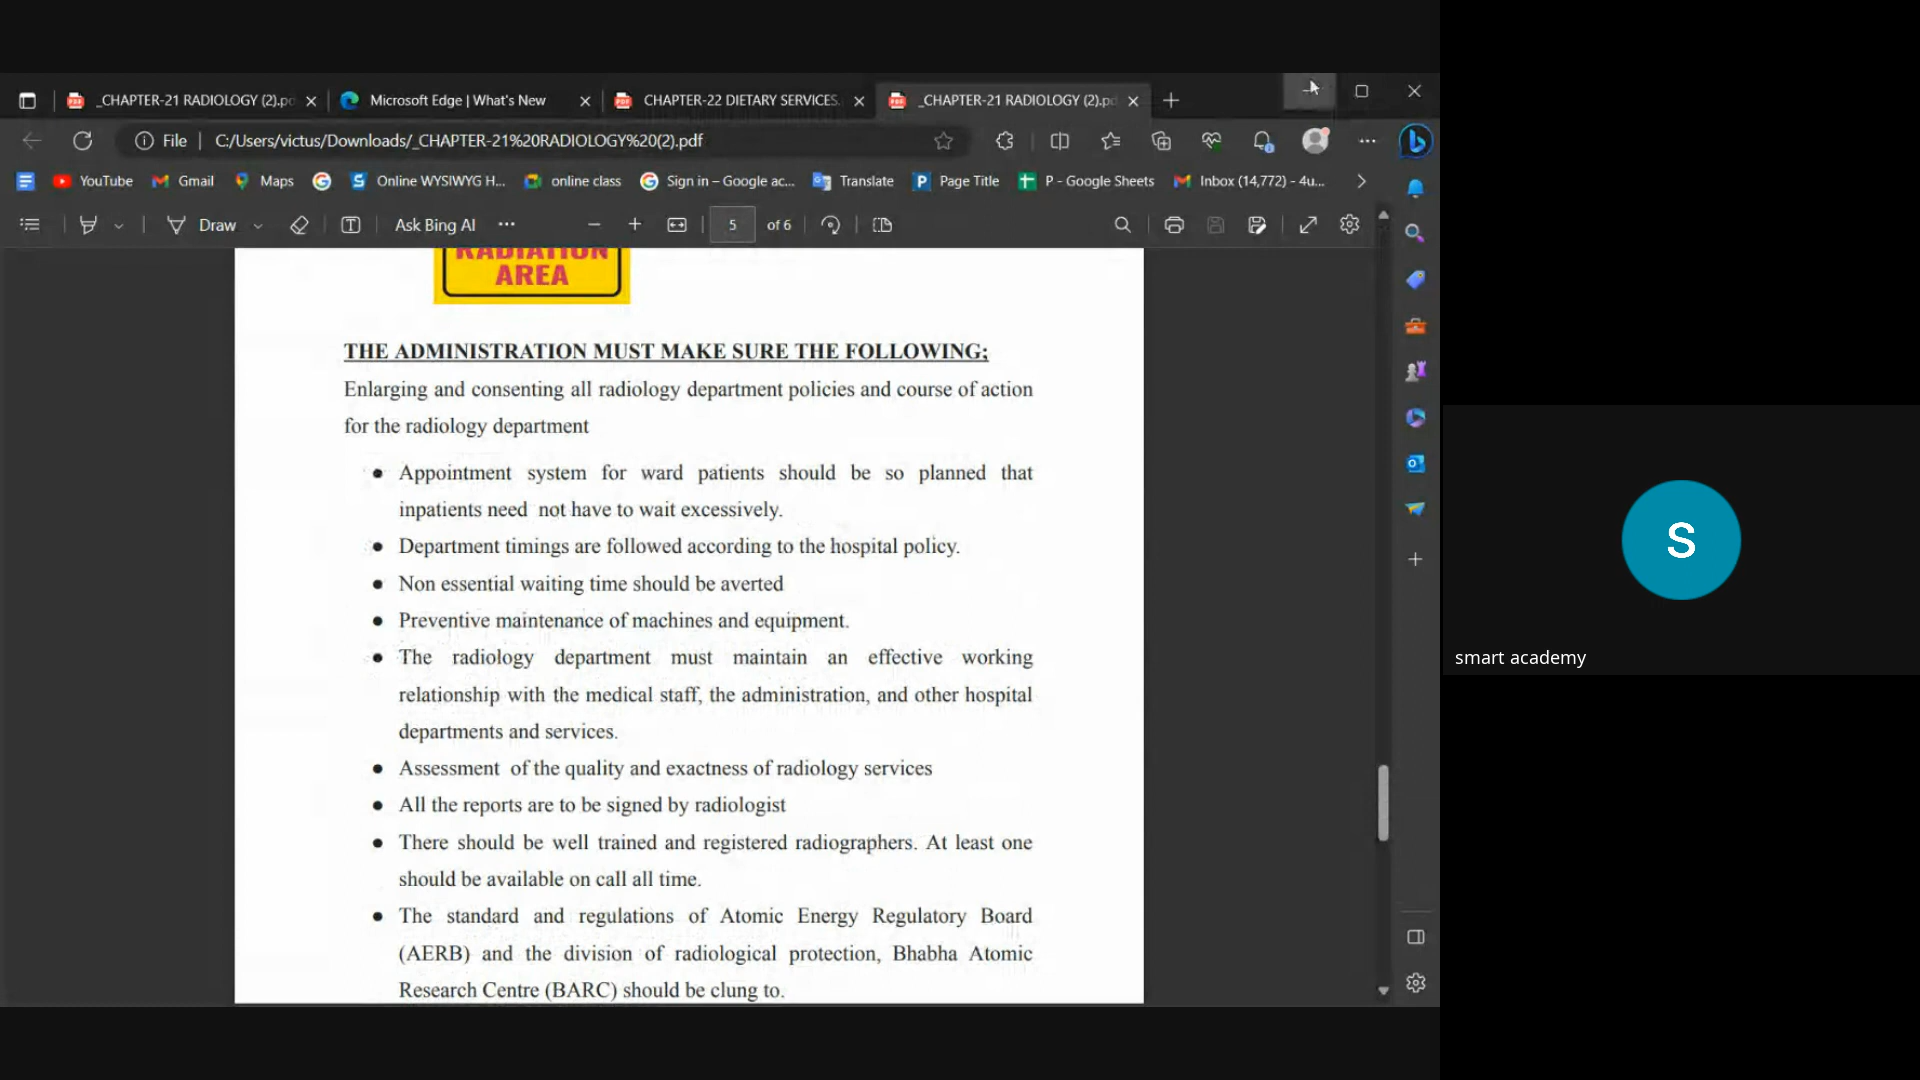 _CHAPTER-21 RADIOLOGY (2).pd
Microsoft Edge | What's New
CHAPTER-22 DIETARY SERVICES.
_CHAPTER-21 RADIOLOGY (2).pd
File
C:/Users/victus/Downloads/_CHAPTER-21%20RADIOLOGY%20(2).pdf
YouTube
Gmail
Maps
Online WYSIWYG H...
online class
Sign in – Google ac...
Translate
Page Title
P - Google Sheets
Inbox (14,772) - 4u...
Draw
Ask Bing AI
5 of 6
RADIATION
AREA
THE ADMINISTRATION MUST MAKE SURE THE FOLLOWING;
Enlarging and consenting all radiology department policies and course of action
for the radiology department
● Appointment system for ward patients should be so planned that
inpatients need not have to wait excessively.
● Department timings are followed according to the hospital policy.
● Non essential waiting time should be averted
● Preventive maintenance of machines and equipment.
● The radiology department must maintain an effective working
relationship with the medical staff, the administration, and other hospital
departments and services.
● Assessment of the quality and exactness of radiology services
● All the reports are to be signed by radiologist
● There should be well trained and registered radiographers. At least one
should be available on call all time.
● The standard and regulations of Atomic Energy Regulatory Board
(AERB) and the division of radiological protection, Bhabha Atomic
Research Centre (BARC) should be clung to.
S
smart academy